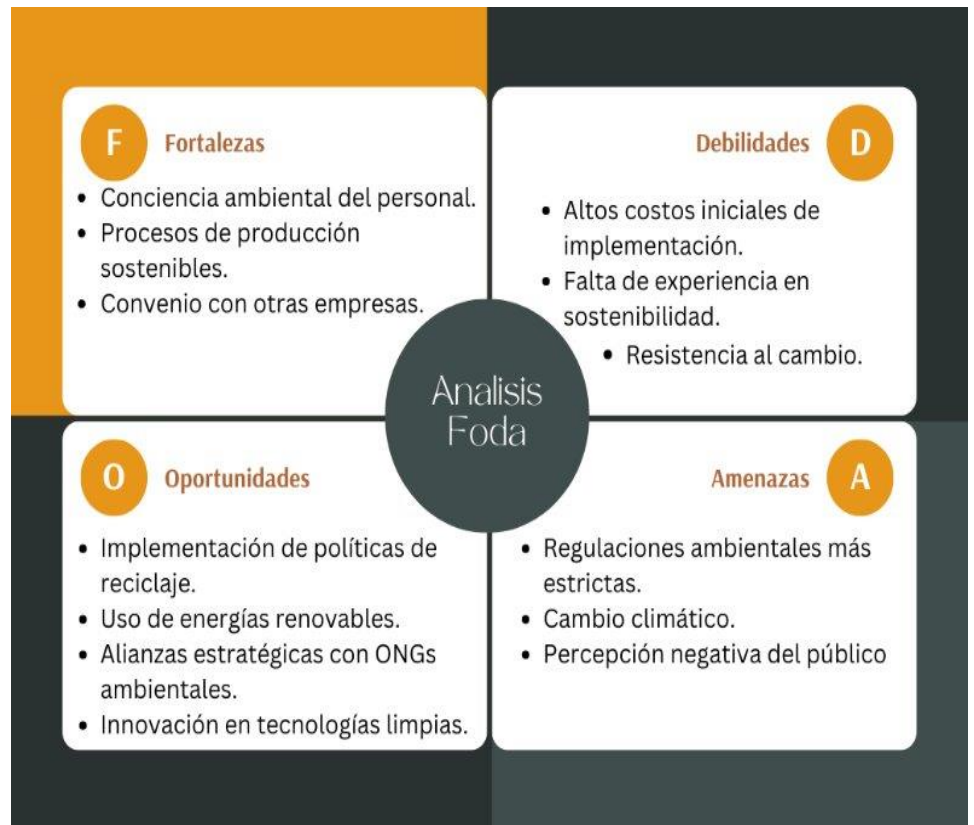 F
Fortalezas
• Conciencia ambiental del personal.
• Procesos de producción
sostenibles.
• Convenio con otras empresas.
Debilidades
D
• Altos costos iniciales de
implementación.
• Falta de experiencia en
sostenibilidad.
• Resistencia al cambio.
Analisis
Foda
O
Oportunidades
• Implementación de políticas de
reciclaje.
• Uso de energías renovables.
• Alianzas estratégicas con ONGs
ambientales.
• Innovación en tecnologías limpias.
Amenazas
A
• Regulaciones ambientales más
estrictas.
• Cambio climático.
• Percepción negativa del público